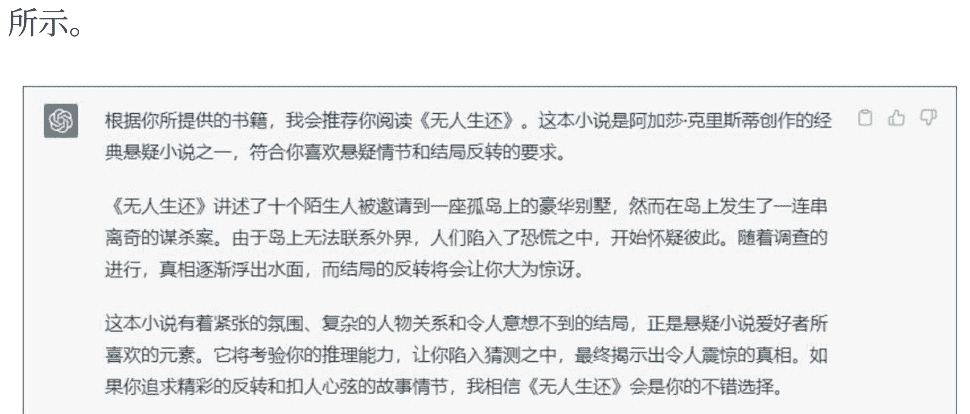 所示。
根据你所提供的书籍，我会推荐你阅读《无人生还》。这本小说是阿加莎·克里斯蒂创作的经
典悬疑小说之一，符合你喜欢悬疑情节和结局反转的要求。
《无人生还》讲述了十个陌生人被邀请到一座孤岛上的豪华别墅，然而在岛上发生了一连串
离奇的谋杀案。由于岛上无法联系外界，人们陷入了恐慌之中，开始怀疑彼此。随着调查的
进行，真相逐渐浮出水面，而结局的反转将会让你大为惊讶。
这本小说有着紧张的氛围、复杂的人物关系和令人意想不到的结局，正是悬疑小说爱好者所
喜欢的元素。它将考验你的推理能力，让你陷入猜测之中，最终揭示出令人震惊的真相。如
果你追求精彩的反转和扣人心弦的故事情节，我相信《无人生还》会是你的不错选择。